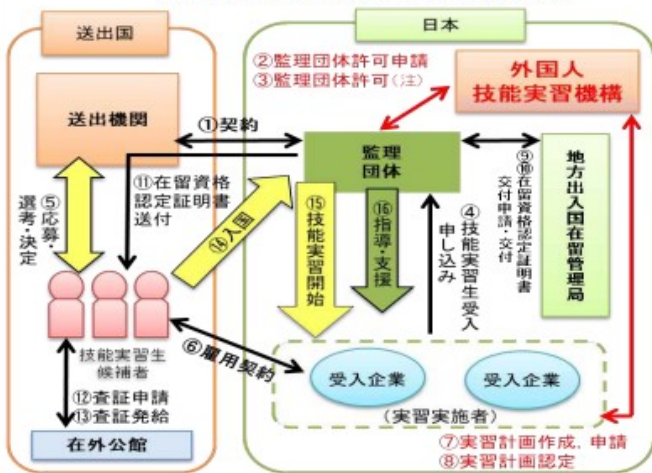 送出国
日本
送出機関
②監理団体許可申請
③監理団体許可(注)
外国人
技能実習機構
①契約
監理
団体
地方出入国在留管理局
⑤応募・
選考・決定
⑪在留資格
認定証明書
送付
⑭入国
⑮技能実習開始
⑯指導・支援
④技能実習生受入
申し込み
⑨⑩在留資格認定証明書
交付申請・交付
技能実習生
候補者
⑥雇用契約
受入企業
受入企業
(実習実施者)
⑫査証申請
⑬査証発給
在外公館
⑦実習計画作成, 申請
⑧実習計画認定